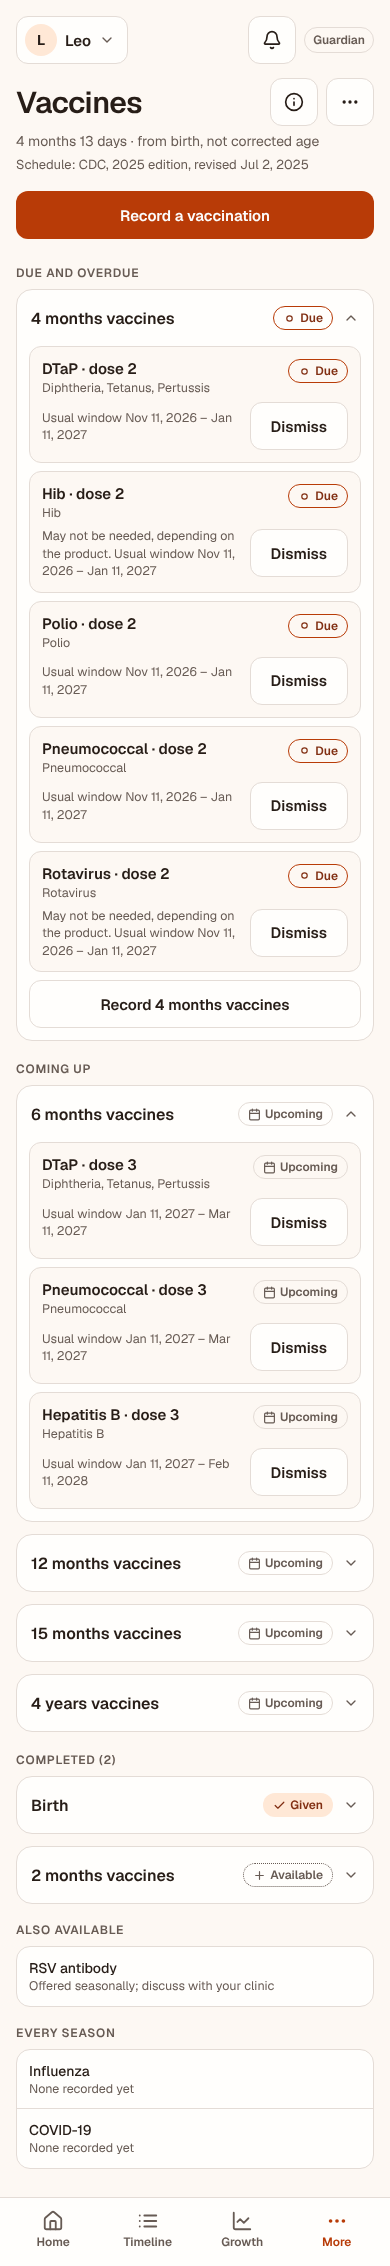 L Leo
Guardian
Vaccines
4 months 13 days · from birth, not corrected age
Schedule: CDC, 2025 edition, revised Jul 2, 2025
Record a vaccination
DUE AND OVERDUE
4 months vaccines
Due
DTaP · dose 2
Due
Diphtheria, Tetanus, Pertussis
Usual window Nov 11, 2026 – Jan
11, 2027
Dismiss
Hib · dose 2
Due
Hib
May not be needed, depending on
the product. Usual window Nov 11,
2026 – Jan 11, 2027
Dismiss
Polio · dose 2
Due
Polio
Usual window Nov 11, 2026 – Jan
11, 2027
Dismiss
Pneumococcal · dose 2
Due
Pneumococcal
Usual window Nov 11, 2026 – Jan
11, 2027
Dismiss
Rotavirus · dose 2
Due
Rotavirus
May not be needed, depending on
the product. Usual window Nov 11,
2026 – Jan 11, 2027
Dismiss
Record 4 months vaccines
COMING UP
6 months vaccines
Upcoming
DTaP · dose 3
Upcoming
Diphtheria, Tetanus, Pertussis
Usual window Jan 11, 2027 – Mar
11, 2027
Dismiss
Pneumococcal · dose 3
Upcoming
Pneumococcal
Usual window Jan 11, 2027 – Mar
11, 2027
Dismiss
Hepatitis B · dose 3
Upcoming
Hepatitis B
Usual window Jan 11, 2027 – Feb
11, 2028
Dismiss
12 months vaccines
Upcoming
15 months vaccines
Upcoming
4 years vaccines
Upcoming
COMPLETED (2)
Birth
Given
2 months vaccines
Available
ALSO AVAILABLE
RSV antibody
Offered seasonally; discuss with your clinic
EVERY SEASON
Influenza
None recorded yet
COVID-19
None recorded yet
Home
Timeline
Growth
More